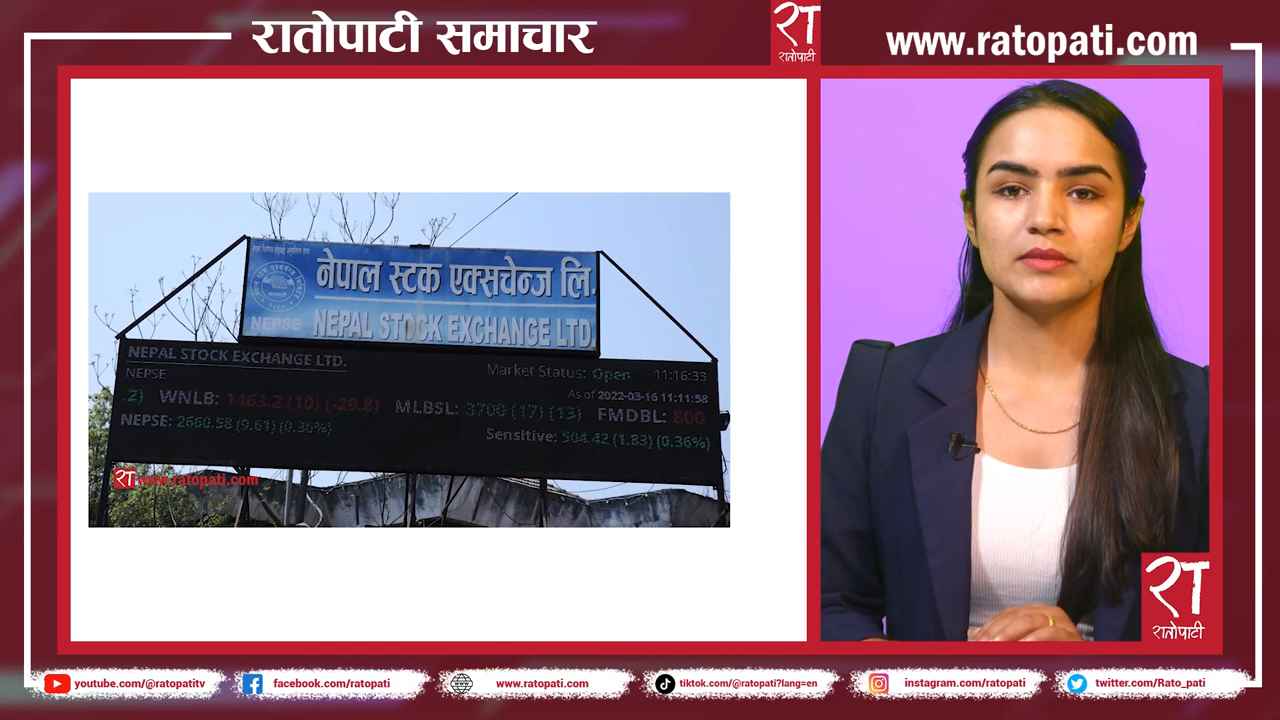 रातोपाटी समाचार
रा
रातोपाटी
www.ratopati.com
नेपाल स्टक एक्सचेन्ज लि.
NEPSE NEPAL STOCK EXCHANGE LTD.
NEPAL STOCK EXCHANGE LTD.
Market Status: Open 11:16:33
NEPSE
As of 2022-03-16 11:11:58
.2) WNLB: 1463.2 (10) (-29.8) MLBSL: 3700 (17) (13) FMDBL: 800
NEPSE: 2660.58 (9.61) (0.36%)
Sensitive: 504.42 (1.83) (0.36%)
रा www.ratopati.com
रा
रातोपाटी
youtube.com/@ratopatitv
facebook.com/ratopati
www.ratopati.com
tiktok.com/@ratopati?lang=en
instagram.com/ratopati
twitter.com/Rato_pati